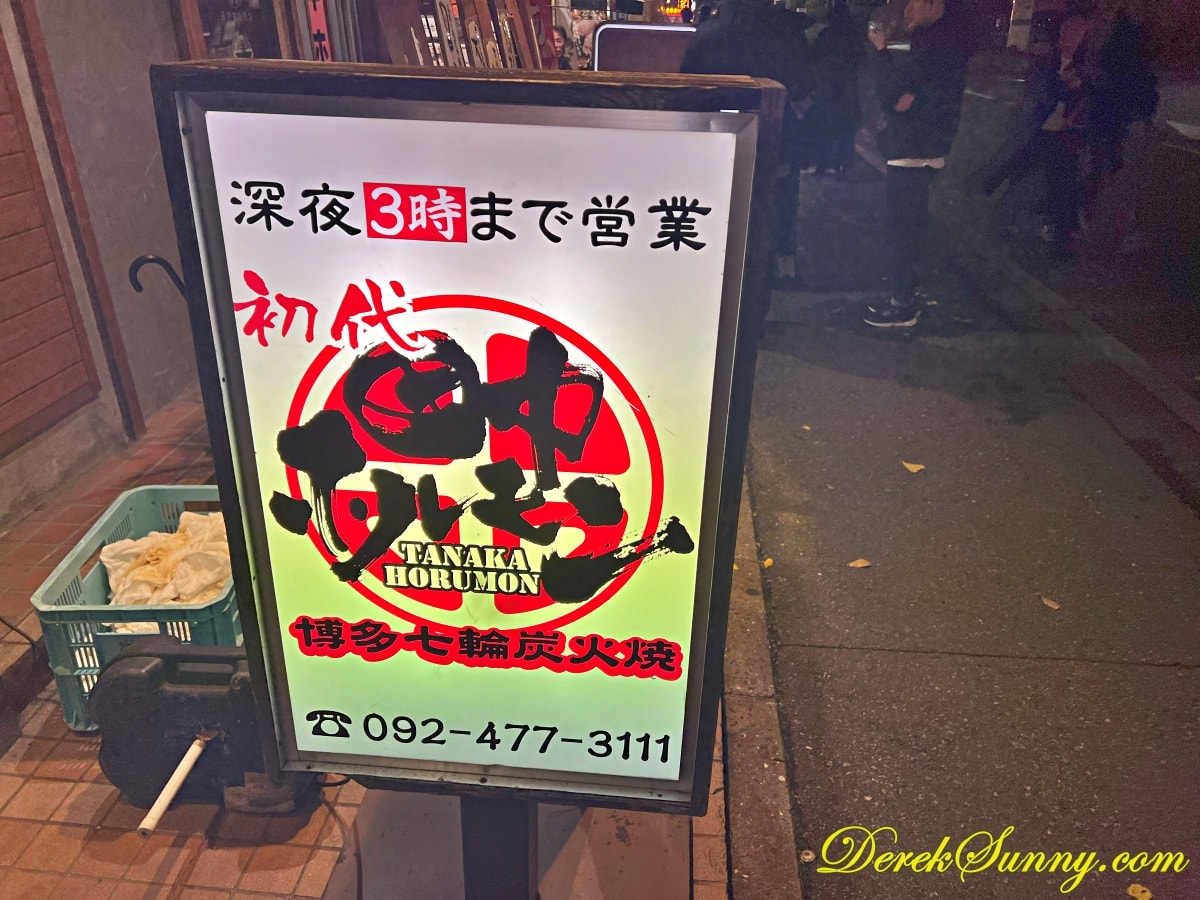 深夜3時まで営業
初代
田中
ホルモン
TANAKA
HORUMON
博多七輪炭火焼
☎092-477-3111
DerekSunny.com